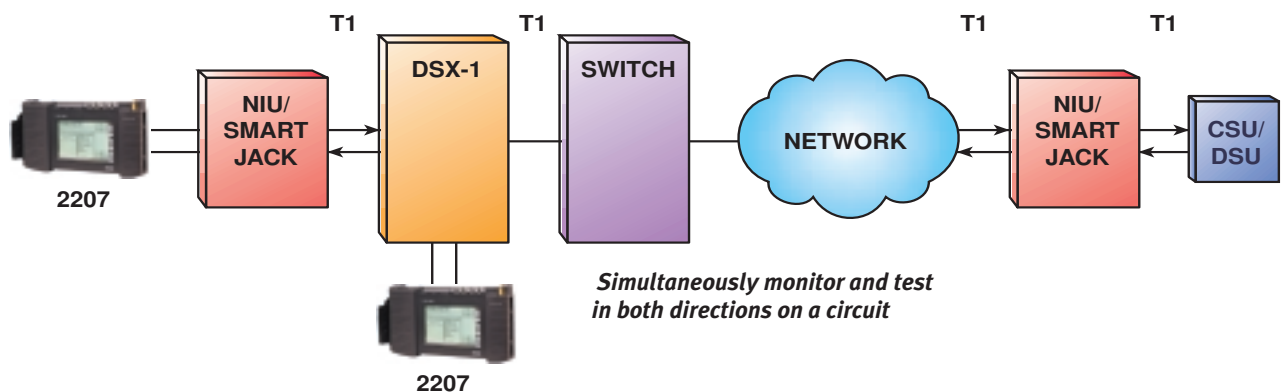 T1
T1
T1
T1
NIU/
SMART
JACK
DSX-1
SWITCH
NETWORK
NIU/
SMART
JACK
CSU/
DSU
2207
Simultaneously monitor and test
in both directions on a circuit
2207